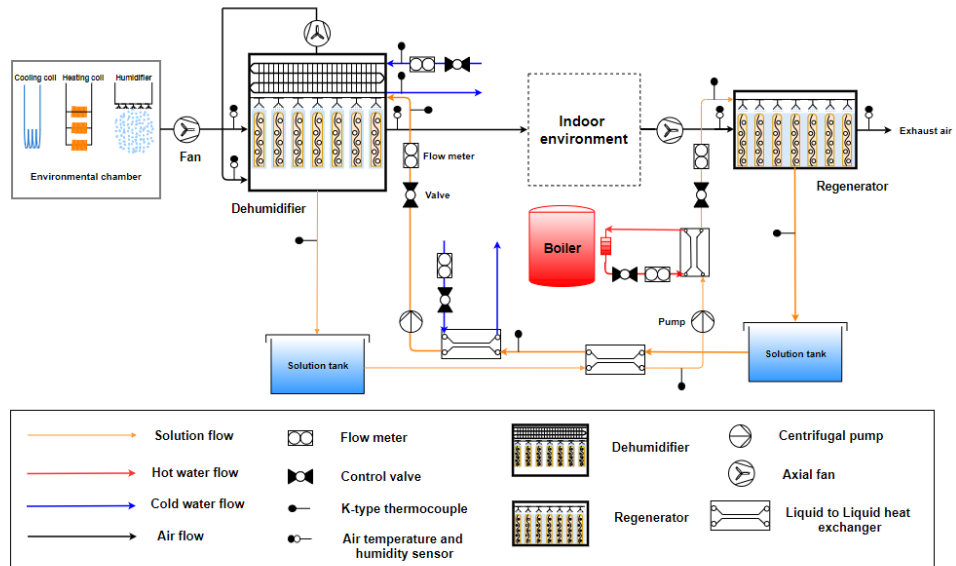 Cooling coil
Heating coil
Humidifier
Environmental chamber
Fan
Dehumidifier
Flow meter
Valve
Indoor
environment
Exhaust air
Regenerator
Boiler
Pump
Solution tank
Solution tank
Solution flow
Hot water flow
Cold water flow
Air flow
Flow meter
Control valve
K-type thermocouple
Air temperature and
humidity sensor
Dehumidifier
Regenerator
Centrifugal pump
Axial fan
Liquid to Liquid heat
exchanger